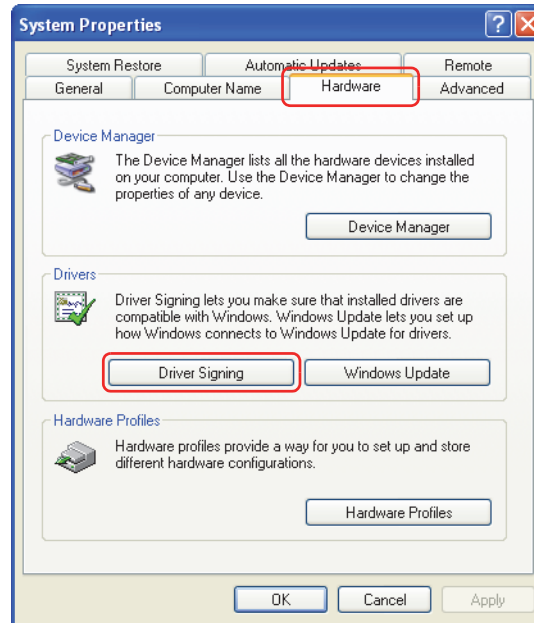 System Properties
System Restore Automatic Updates Remote
General Computer Name Hardware Advanced
Device Manager
The Device Manager lists all the hardware devices installed
on your computer. Use the Device Manager to change the
properties of any device.
Device Manager
Drivers
Driver Signing lets you make sure that installed drivers are
compatible with Windows. Windows Update lets you set up
how Windows connects to Windows Update for drivers.
Driver Signing Windows Update
Hardware Profiles
Hardware profiles provide a way for you to set up and store
different hardware configurations.
Hardware Profiles
OK Cancel Apply